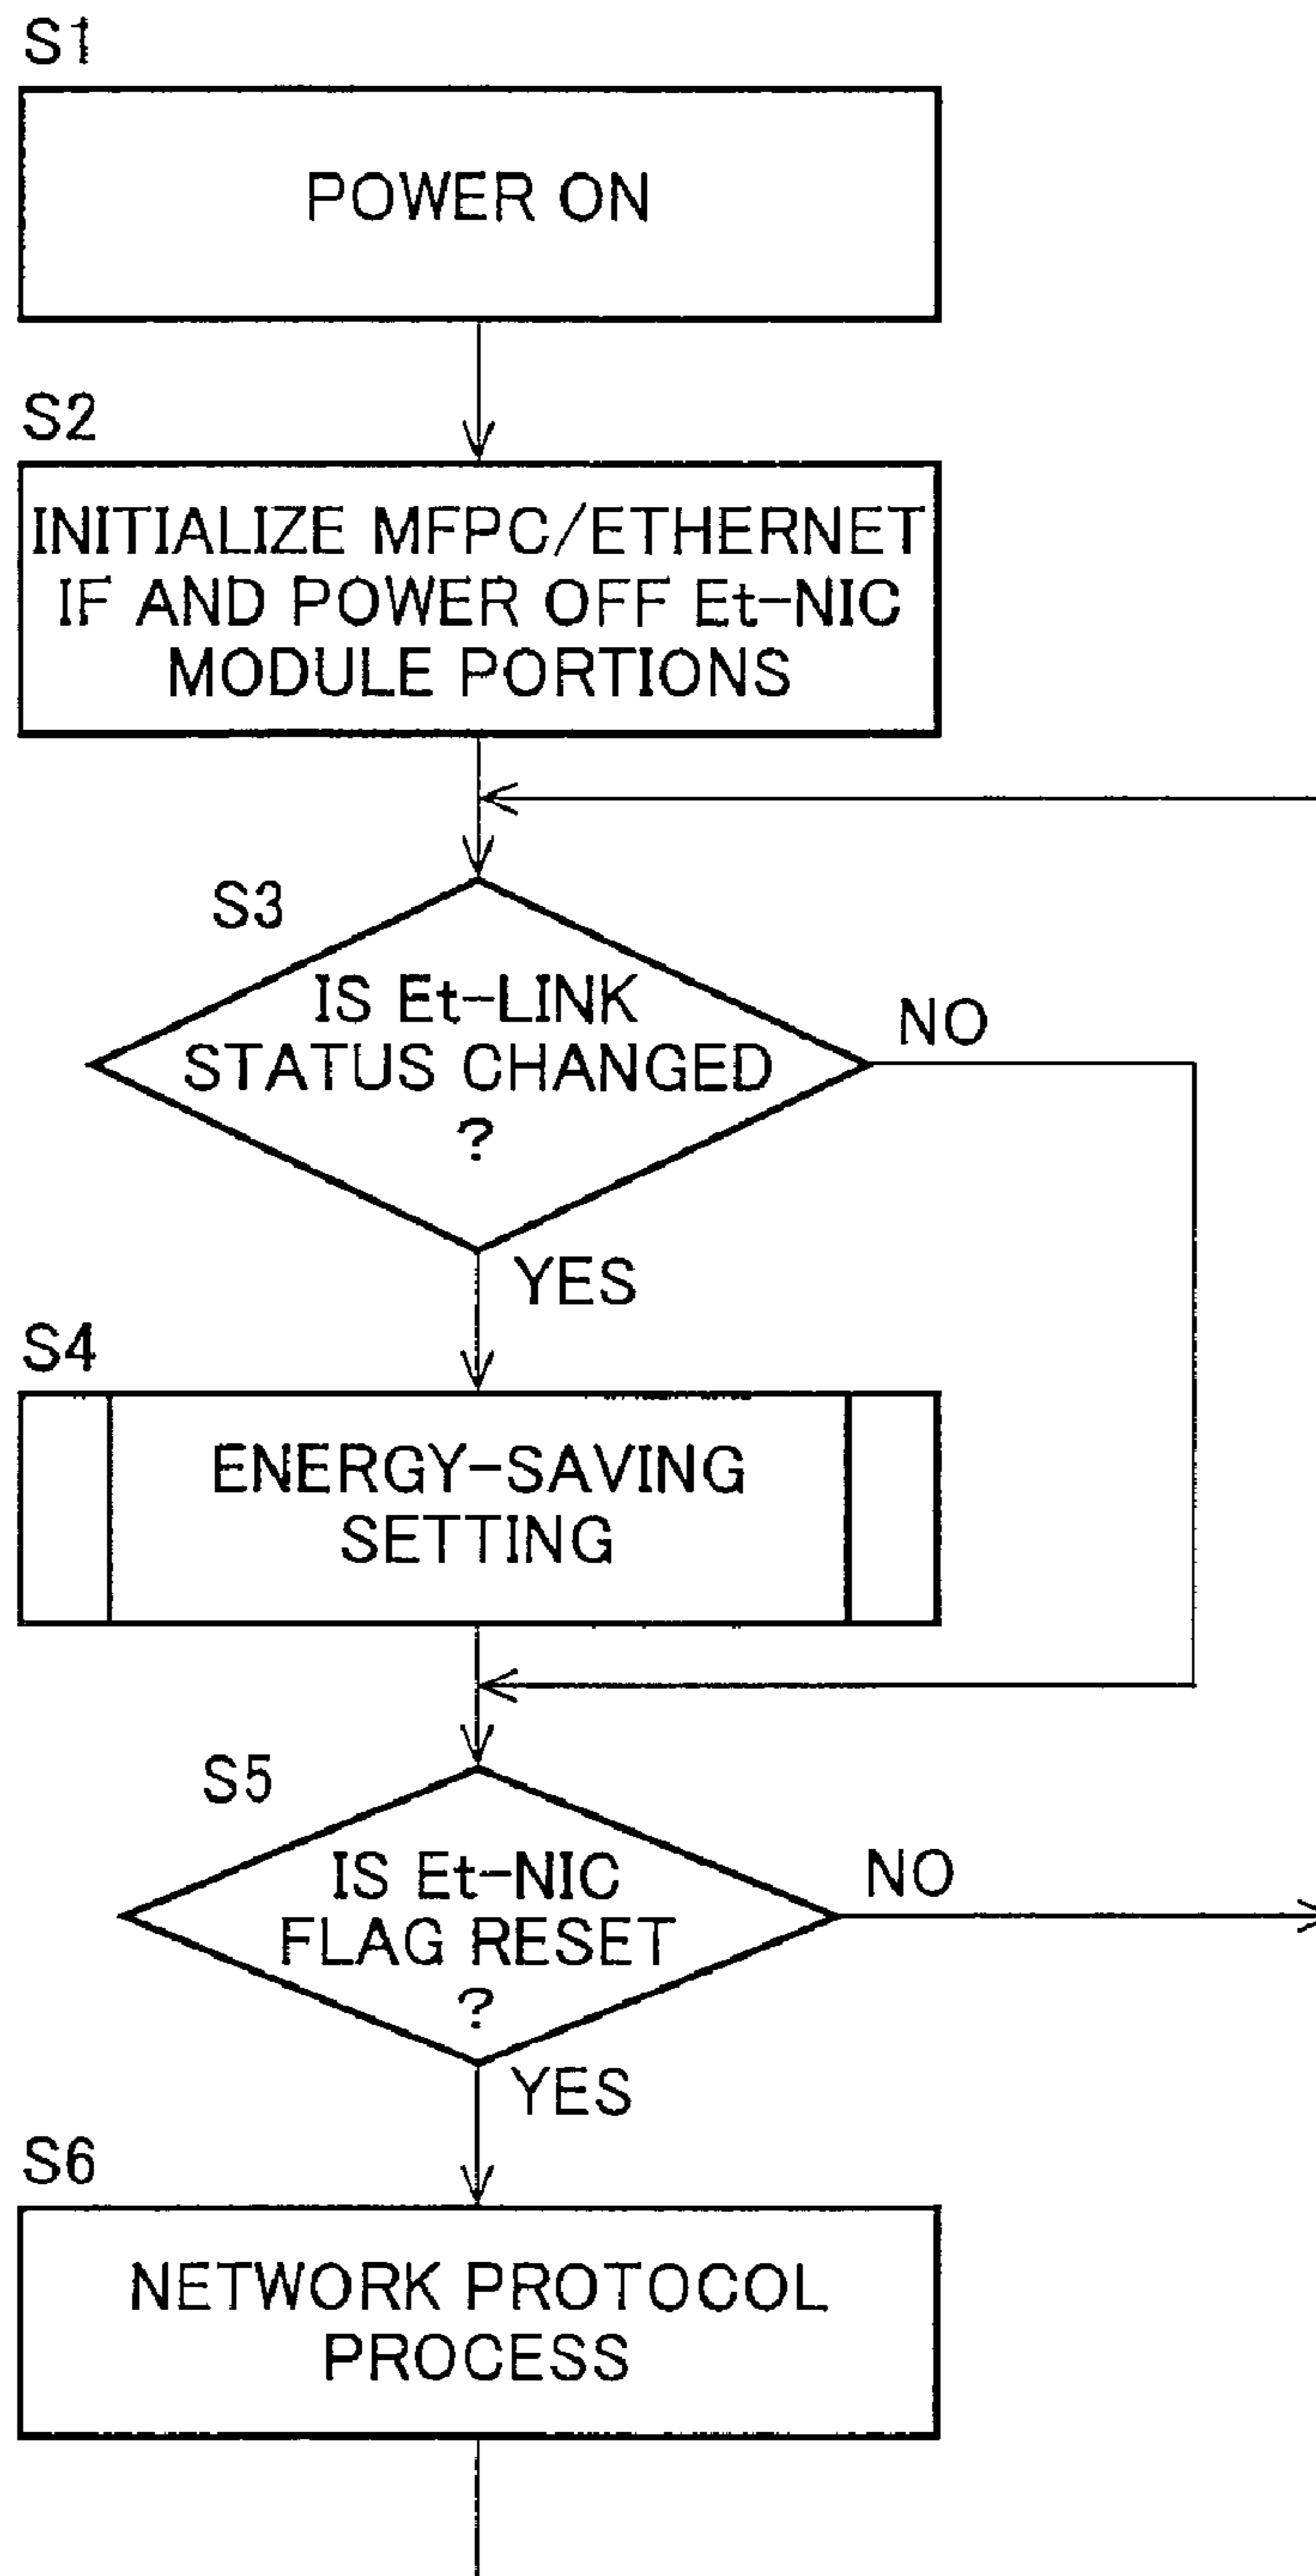 S1
POWER ON
S2
INITIALIZE MFPC/ETHERNET
IF AND POWER OFF Et-NIC
MODULE PORTIONS
S3
IS Et-LINK
STATUS CHANGED
?
NO
YES
S4
ENERGY-SAVING
SETTING
S5
IS Et-NIC
FLAG RESET
?
NO
YES
S6
NETWORK PROTOCOL
PROCESS